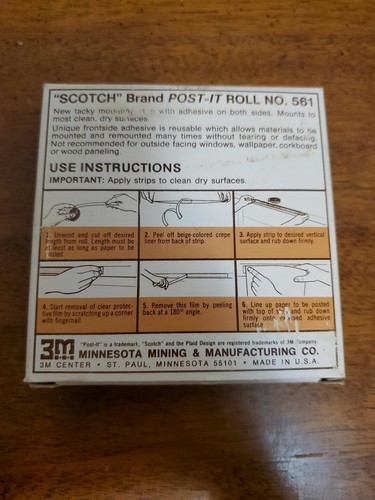 "SCOTCH" Brand POST-IT ROLL NO. 561
New tacky with adhesive on both sides. Mounts to
most clean, dry surfaces.
Unique frontside adhesive is reusable which allows materials to be
mounted and remounted many times without tearing or defacing.
Not recommended for outside facing windows, wallpaper, corkboard
or wood paneling.
USE INSTRUCTIONS
IMPORTANT: Apply strips to clean dry surfaces.
1. Unwind and cut off desired
length from roll. Length must be
at least as long as paper to be
posted.
2. Peel off beige-colored crepe
liner from back of strip.
3. Apply strip to desired vertical
surface and rub down firmly.
4. Start removal of clear protec-
tive film by scratching up a corner
with fingernail.
5. Remove this film by peeling
back at a 180° angle.
6. Line up paper to be posted
with top of and rub down
firmly onto adhesive
surface
3M
"Post-It" is a trademark, "Scotch" and the Plaid Design are registered trademarks of 3M Company.
MINNESOTA MINING & MANUFACTURING CO.
3M CENTER • ST. PAUL, MINNESOTA 55101 • MADE IN U.S.A.